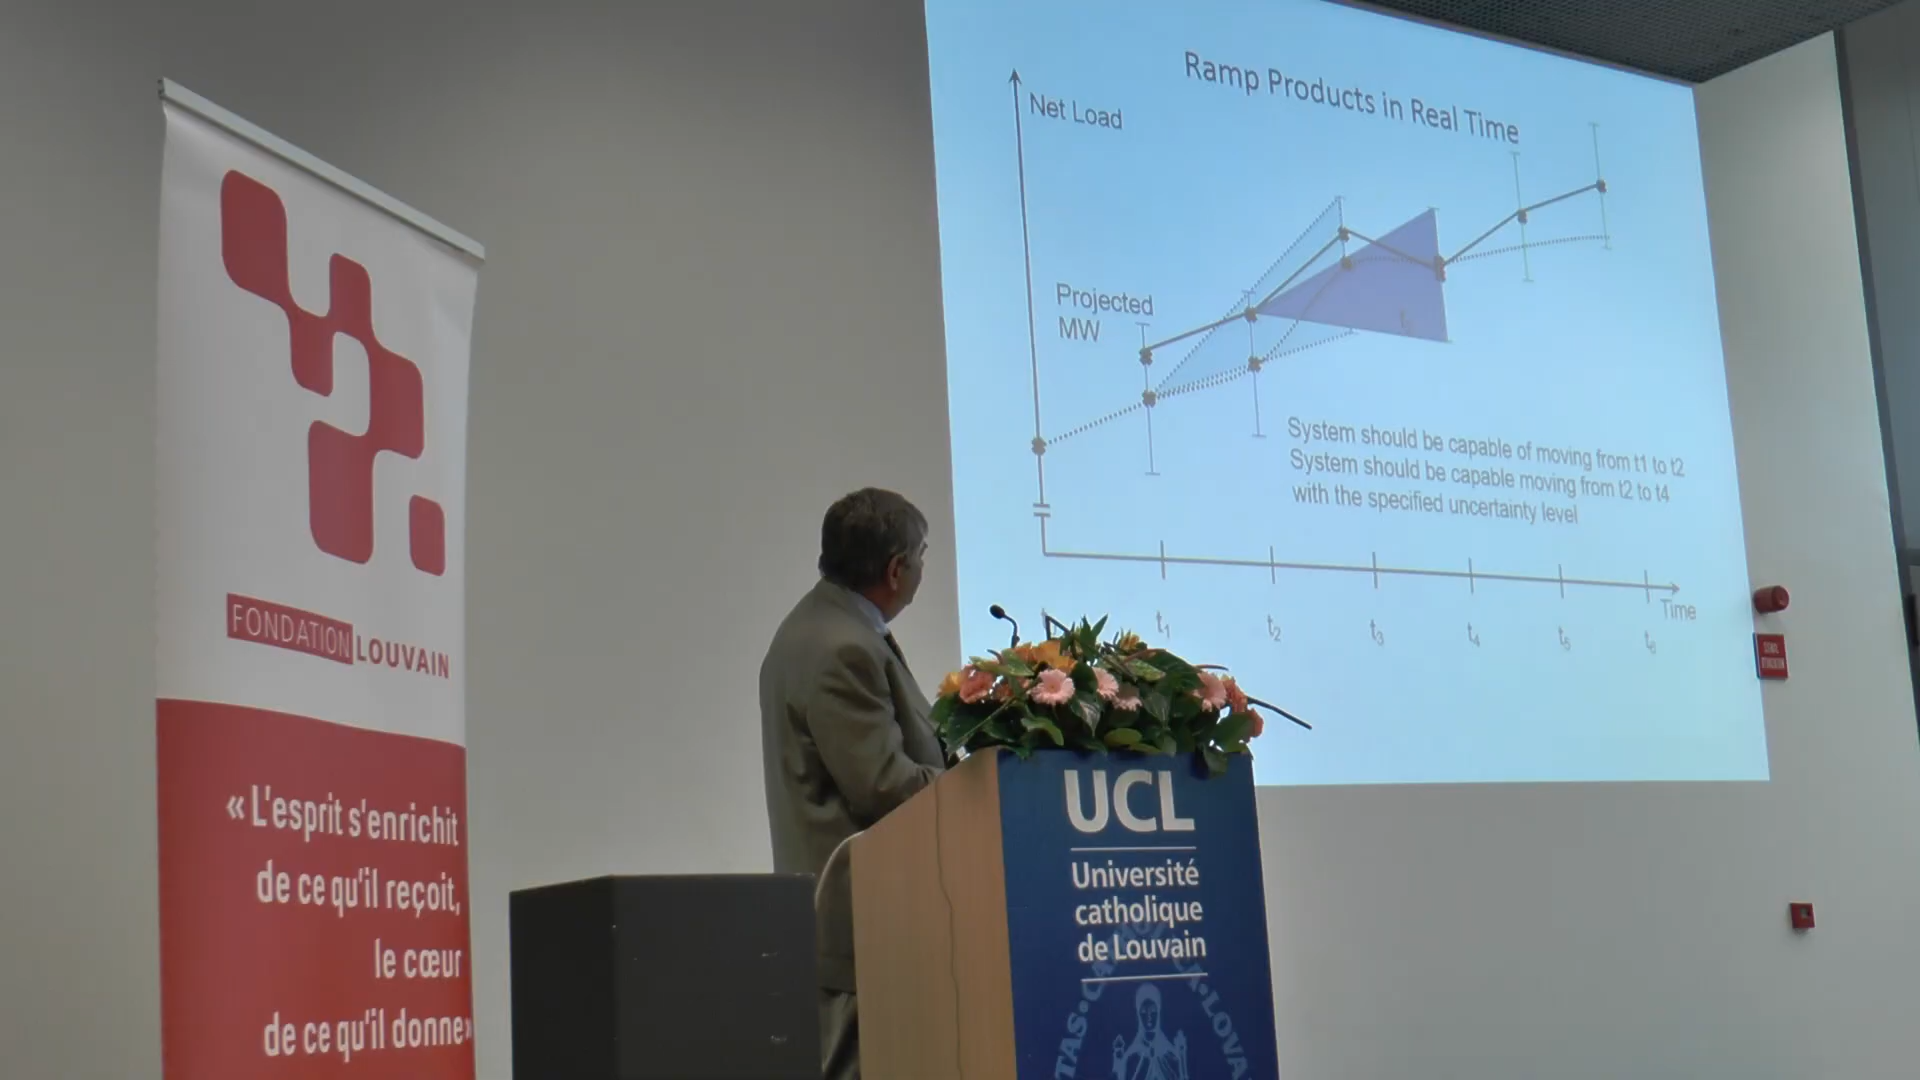 FONDATION LOUVAIN
« L'esprit s'enrichit
de ce qu'il reçoit,
le cœur
de ce qu'il donne»
Ramp Products in Real Time
Net Load
Projected
MW
System should be capable of moving from t1 to t2
System should be capable moving from t2 to t4
with the specified uncertainty level
Time
t1 t2 t3 t4 t5 t6
UCL
Université
catholique
de Louvain